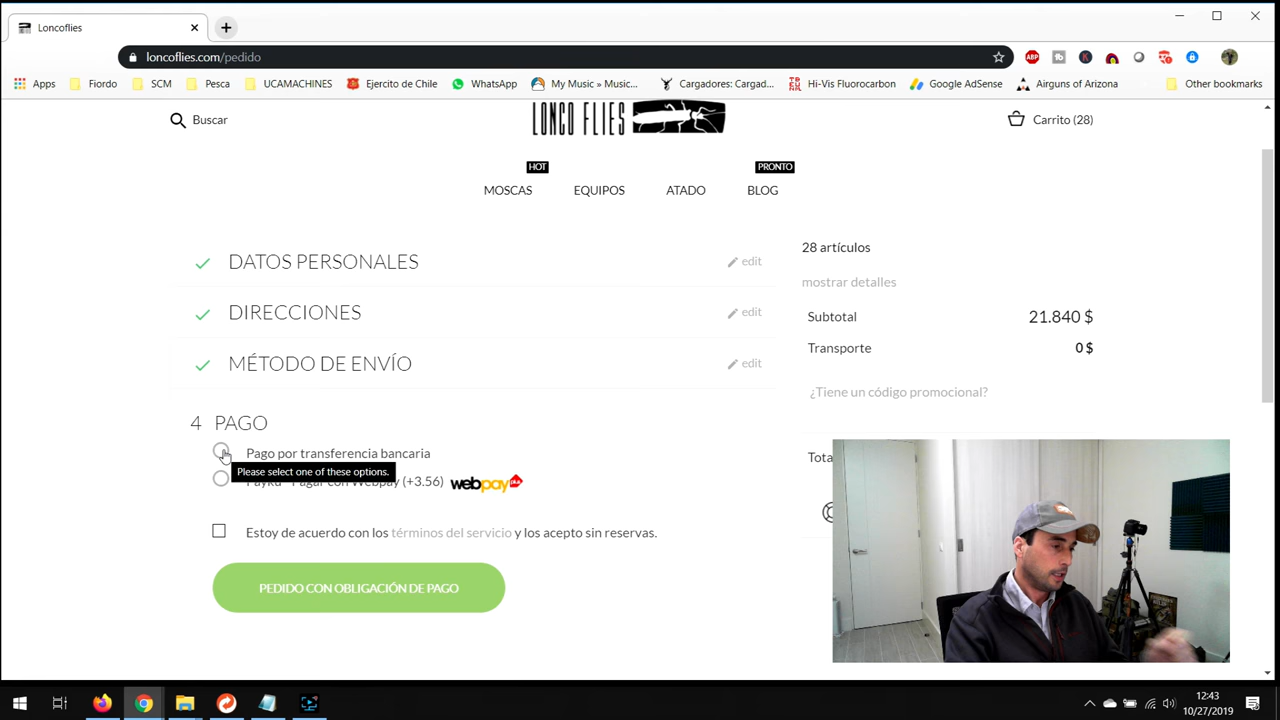 Loncoflies
loncoflies.com/pedido
Apps Fiordo SCM Pesca UCAMACHINES Ejercito de Chile WhatsApp My Music » Music... Cargadores: Cargad... Hi-Vis Fluorocarbon Google AdSense Airguns of Arizona Other bookmarks
Buscar
LONCO FLIES
Carrito (28)
HOT
PRONTO
MOSCAS EQUIPOS ATADO BLOG
DATOS PERSONALES edit
DIRECCIONES edit
MÉTODO DE ENVÍO edit
4 PAGO
Pago por transferencia bancaria
Please select one of these options.
Pagar con Webpay (+3.56) webpay plus
Estoy de acuerdo con los términos del servicio y los acepto sin reservas.
PEDIDO CON OBLIGACIÓN DE PAGO
28 artículos
mostrar detalles
Subtotal 21.840 $
Transporte 0 $
¿Tiene un código promocional?
Tota
12:43
10/27/2019